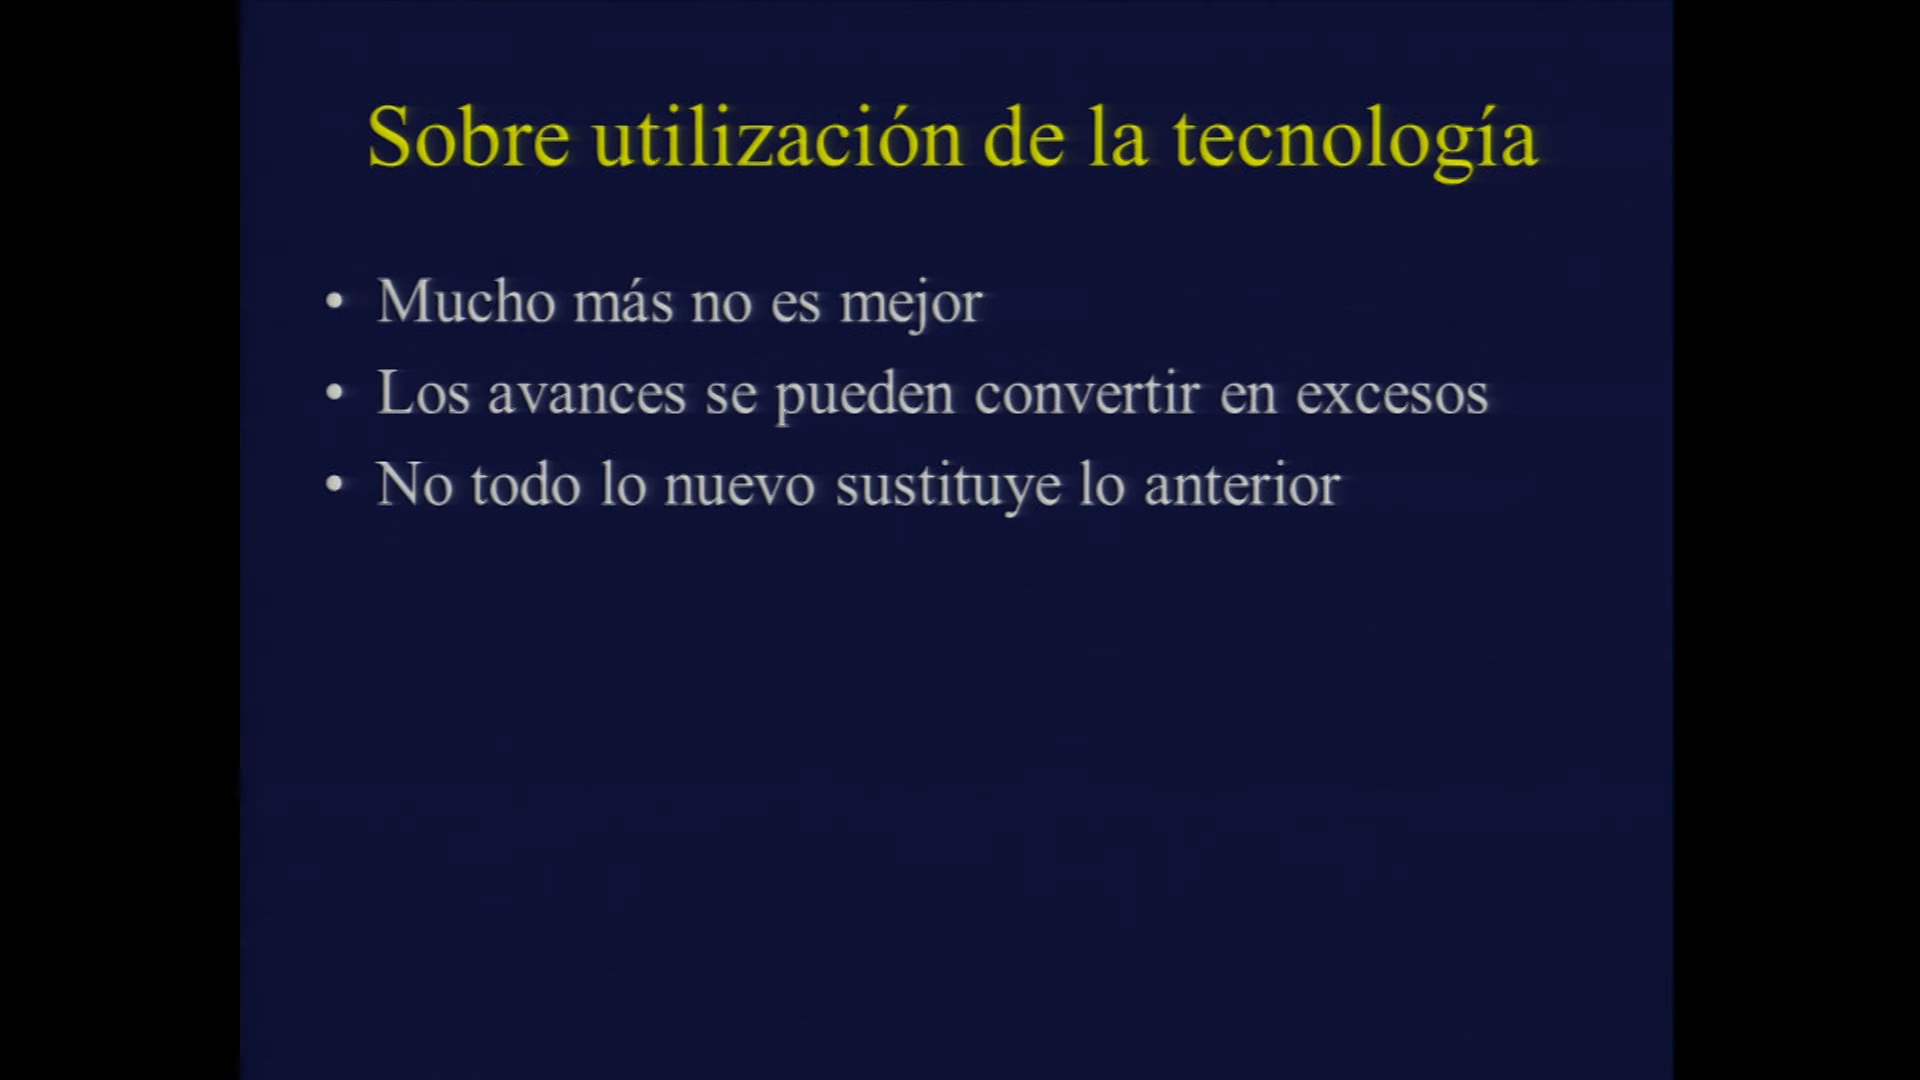 Sobre utilización de la tecnología
• Mucho más no es mejor
• Los avances se pueden convertir en excesos
• No todo lo nuevo sustituye lo anterior